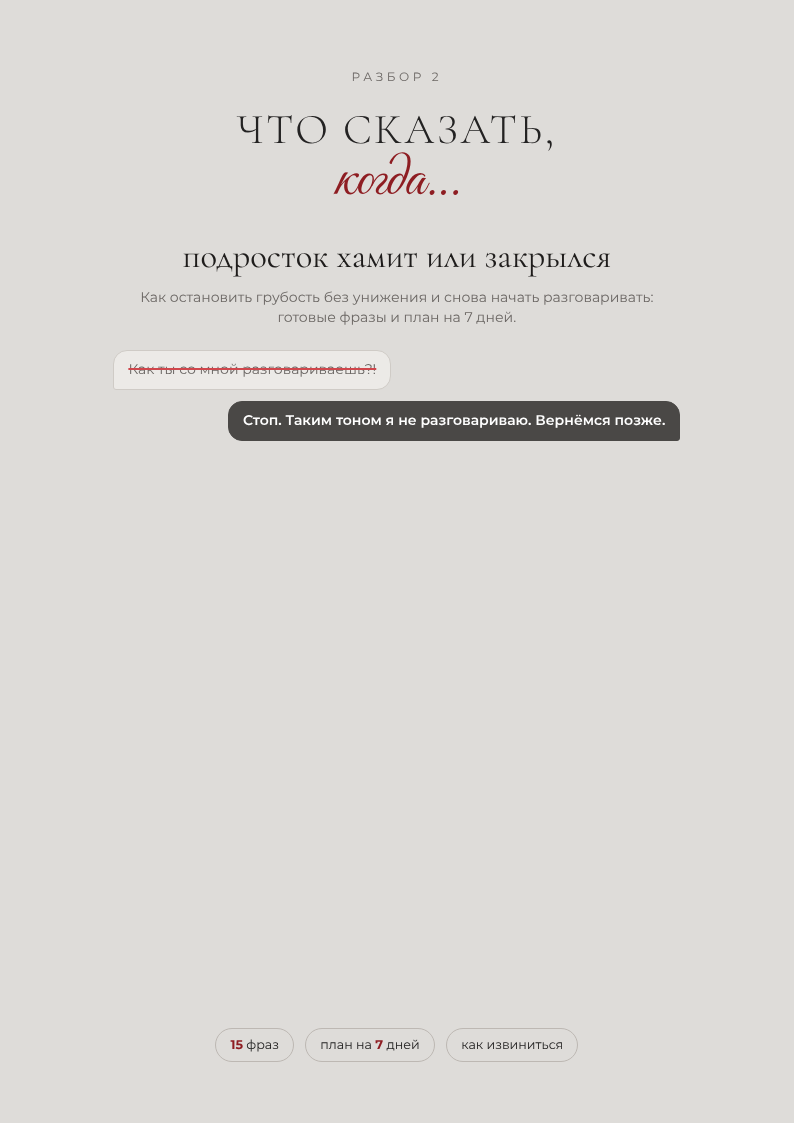 РАЗБОР 2
ЧТО СКАЗАТЬ,
когда...
подросток хамит или закрылся
Как остановить грубость без унижения и снова начать разговаривать:
готовые фразы и план на 7 дней.
Как ты со мной разговариваешь?!
Стоп. Таким тоном я не разговариваю. Вернёмся позже.
15 фраз
план на 7 дней
как извиниться